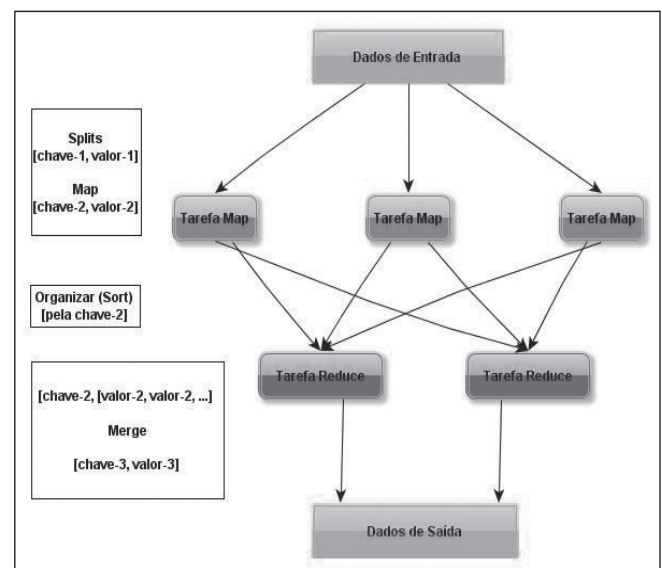 Dados de Entrada
Splits
[chave-1, valor-1]
Map
[chave-2, valor-2]
Tarefa Map
Tarefa Map
Tarefa Map
Organizar (Sort)
[pela chave-2]
Tarefa Reduce
Tarefa Reduce
[chave-2, [valor-2, valor-2, ...]
Merge
[chave-3, valor-3]
Dados de Saída